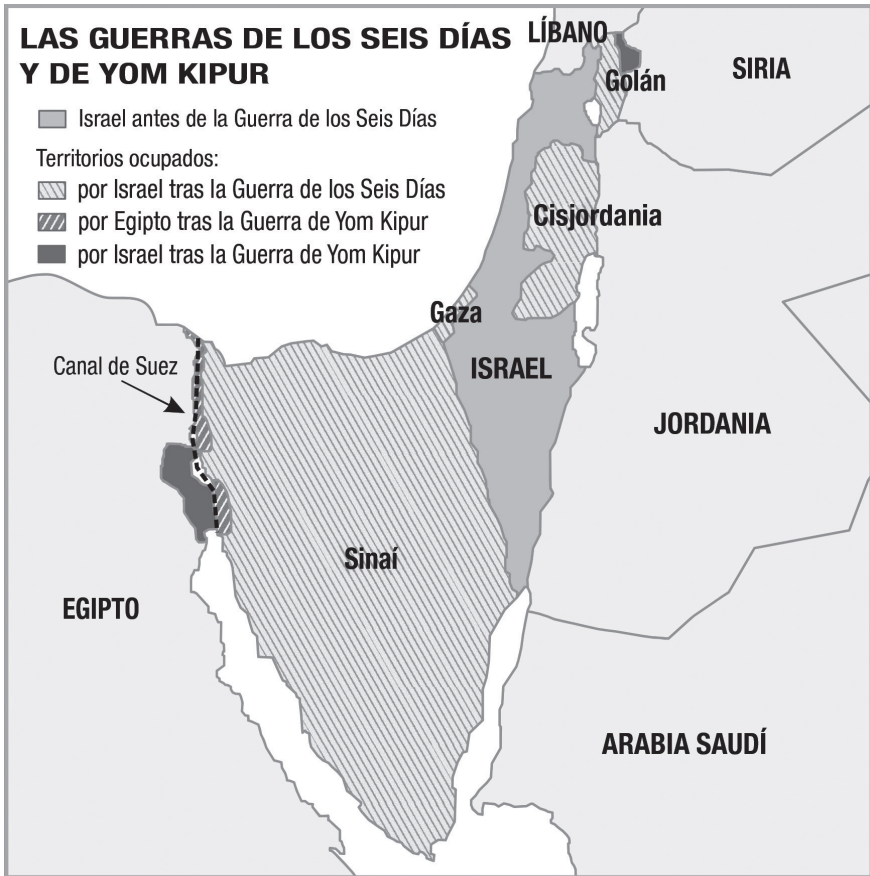 LAS GUERRAS DE LOS SEIS DÍAS
Y DE YOM KIPUR
Israel antes de la Guerra de los Seis Días
Territorios ocupados:
por Israel tras la Guerra de los Seis Días
por Egipto tras la Guerra de Yom Kipur
por Israel tras la Guerra de Yom Kipur
LÍBANO
Golán
SIRIA
Cisjordania
Gaza
Canal de Suez
ISRAEL
JORDANIA
Sinaí
EGIPTO
ARABIA SAUDÍ